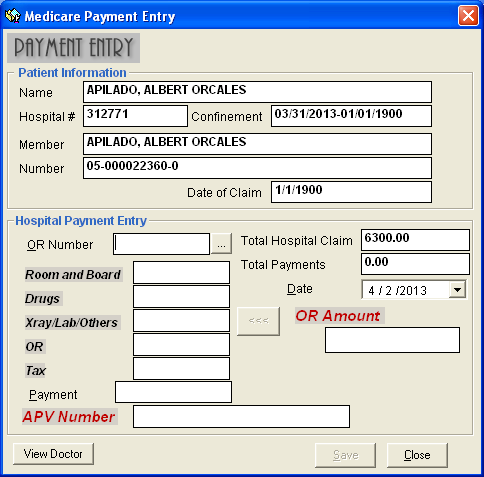 Medicare Payment Entry
PAYMENT ENTRY
Patient Information
Name APILADO, ALBERT ORCALES
Hospital # 312771 Confinement 03/31/2013-01/01/1900
Member APILADO, ALBERT ORCALES
Number 05-000022360-0
Date of Claim 1/1/1900
Hospital Payment Entry
OR Number ... Total Hospital Claim 6300.00
Total Payments 0.00
Room and Board Date 4 / 2 /2013
Drugs
Xray/Lab/Others <<< OR Amount
OR
Tax
Payment
APV Number
View Doctor Save Close